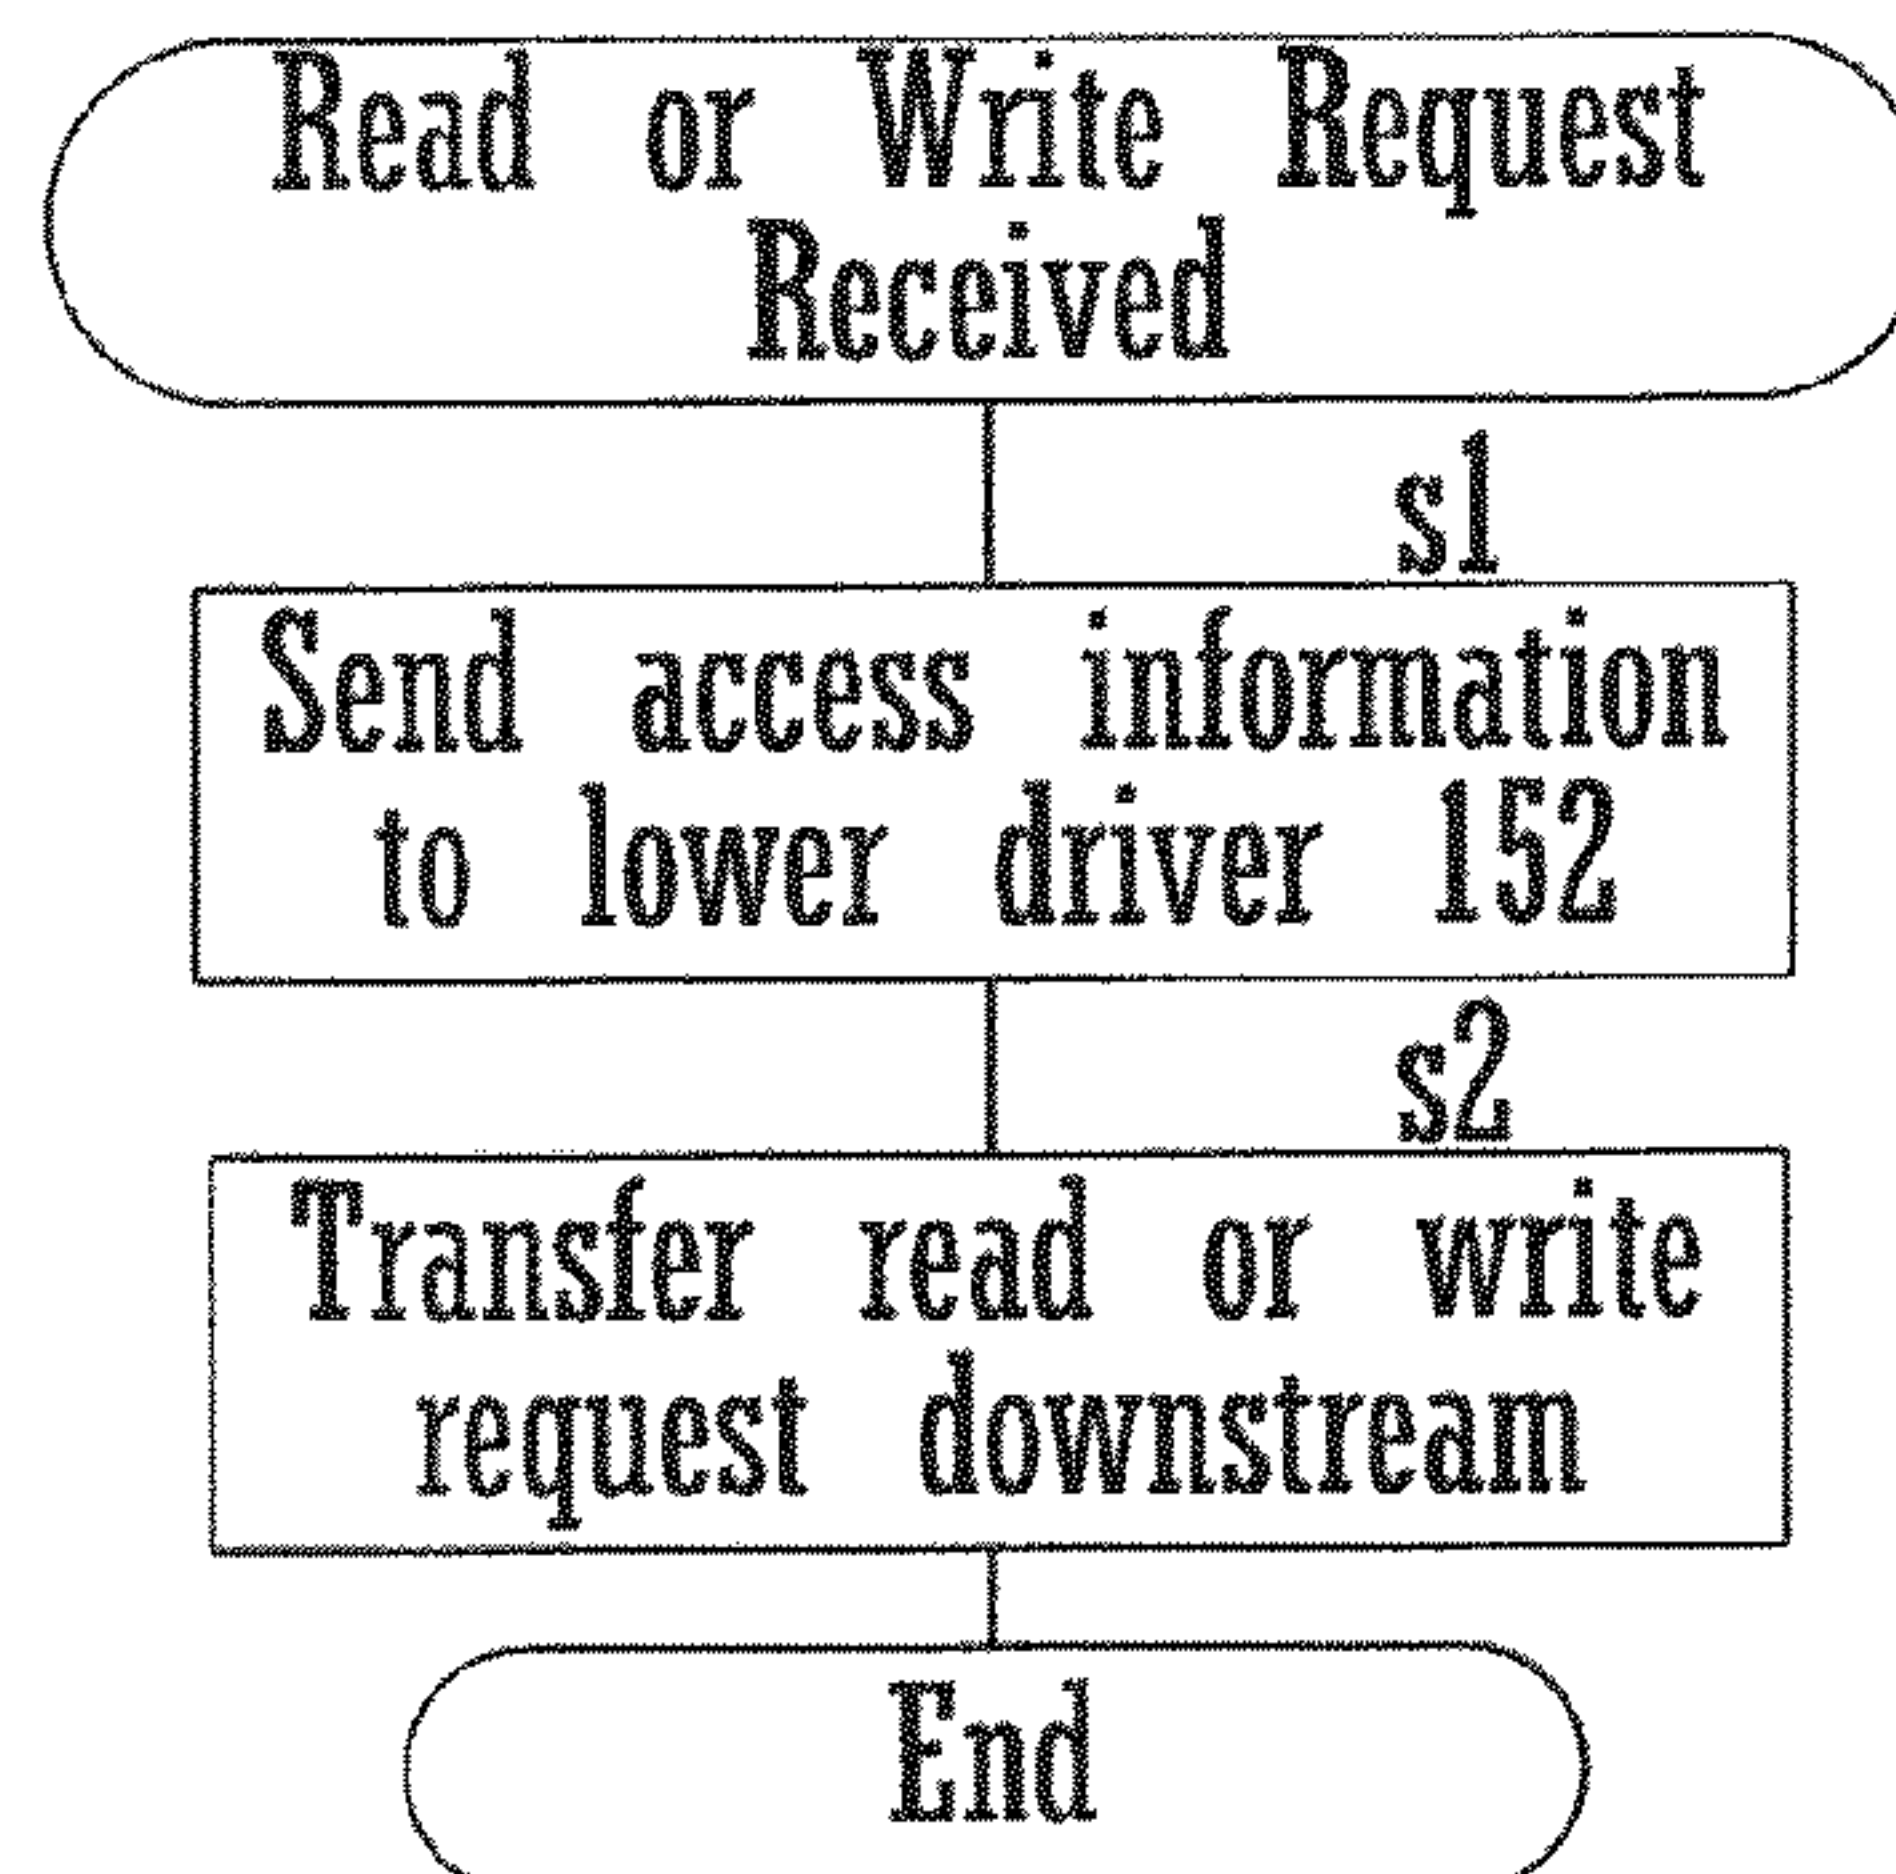 Read or Write Request
Received
s1
Send access information
to lower driver 152
s2
Transfer read or write
request downstream
End